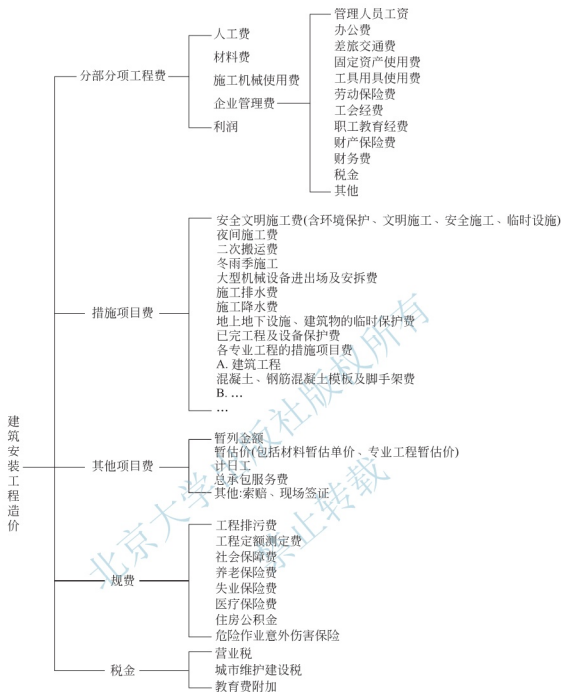 建筑安装工程造价
分部分项工程费
人工费
材料费
施工机械使用费
企业管理费
利润
管理人员工资
办公费
差旅交通费
固定资产使用费
工具用具使用费
劳动保险费
工会经费
职工教育经费
财产保险费
财务费
税金
其他
措施项目费
安全文明施工费(含环境保护、文明施工、安全施工、临时设施)
夜间施工费
二次搬运费
冬雨季施工
大型机械设备进出场及安拆费
施工排水费
施工降水费
地上地下设施、建筑物的临时保护费
已完工程及设备保护费
各专业工程的措施项目费
A. 建筑工程
混凝土、钢筋混凝土模板及脚手架费
B. …
…
其他项目费
暂列金额
暂估价(包括材料暂估单价、专业工程暂估价)
计日工
总承包服务费
其他:索赔、现场签证
规费
工程排污费
工程定额测定费
社会保障费
养老保险费
失业保险费
医疗保险费
住房公积金
危险作业意外伤害保险
税金
营业税
城市维护建设税
教育费附加
北京大学出版社版权所有
禁止转载